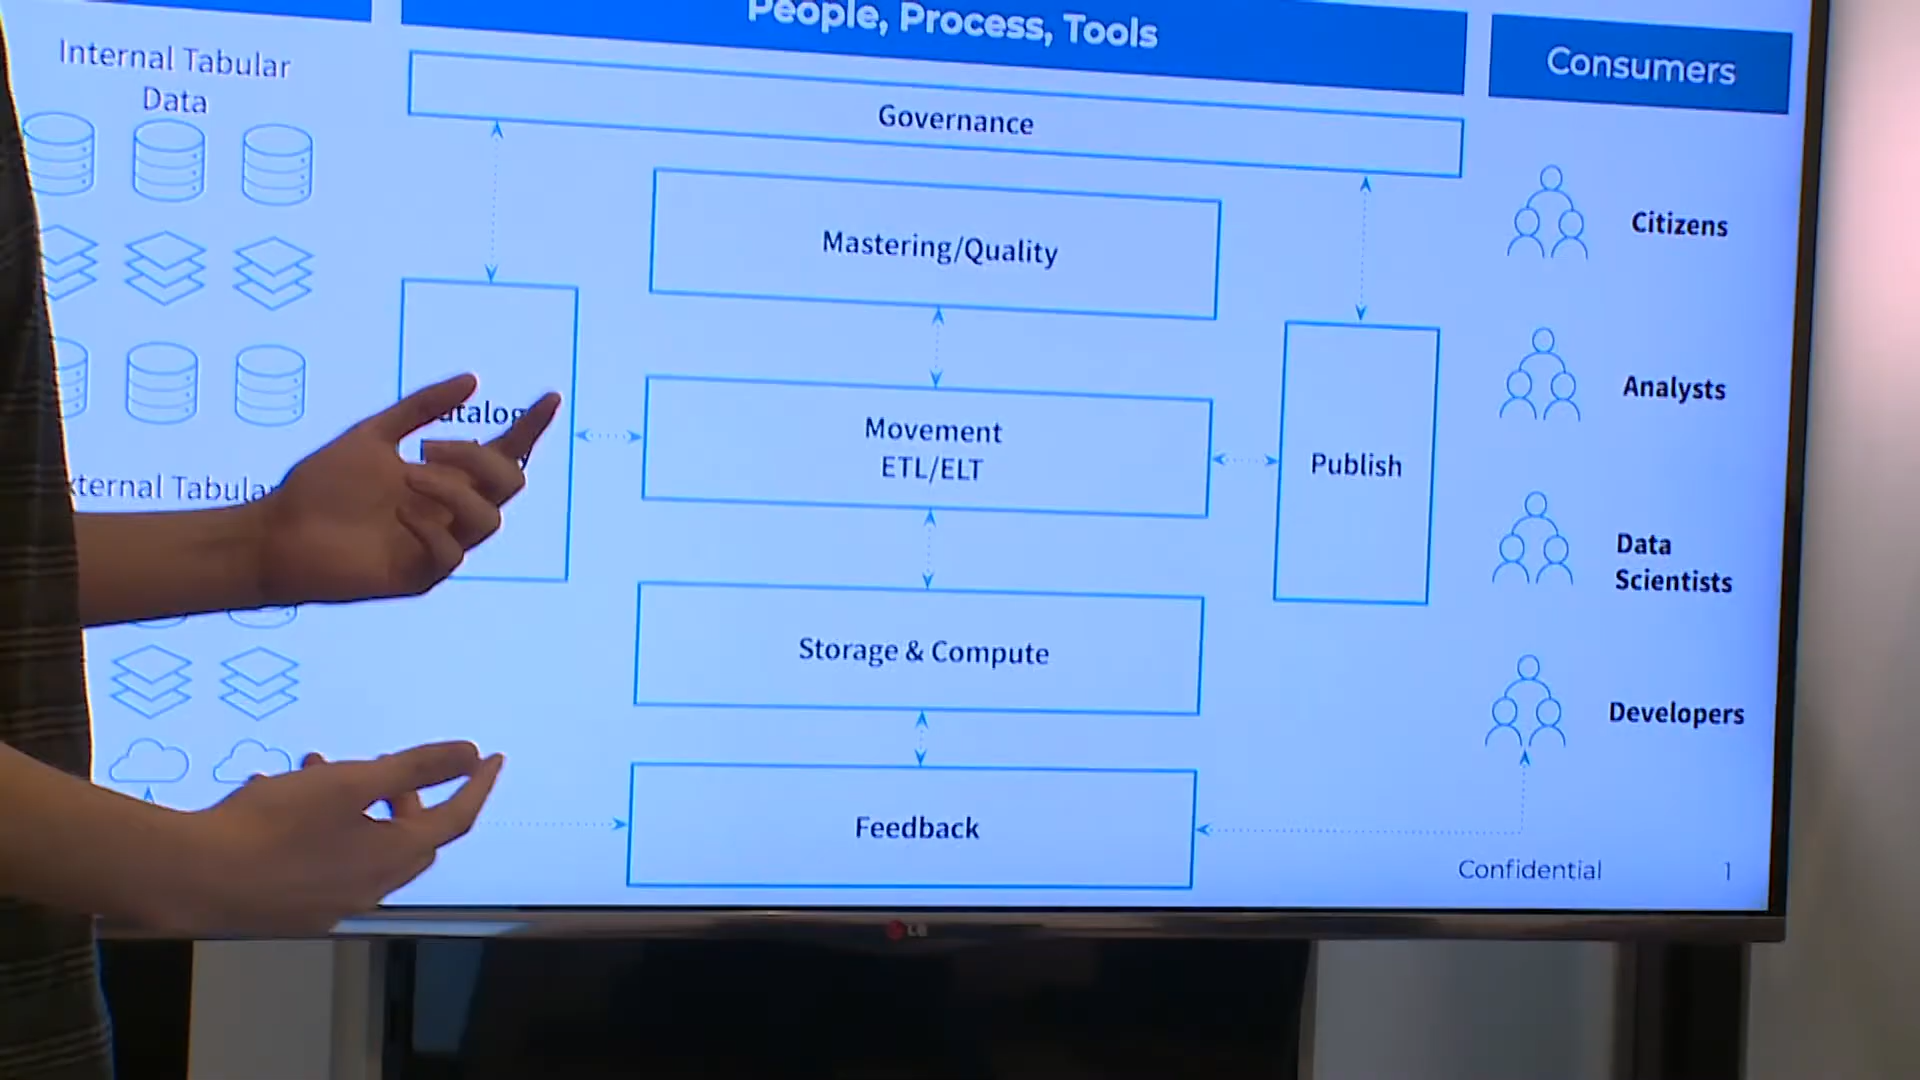 People, Process, Tools
Consumers
Internal Tabular
Data
Governance
Mastering/Quality
Citizens
Analysts
Movement
ETL/ELT
Publish
Data
Scientists
Storage & Compute
Developers
Feedback
Confidential
1
LG